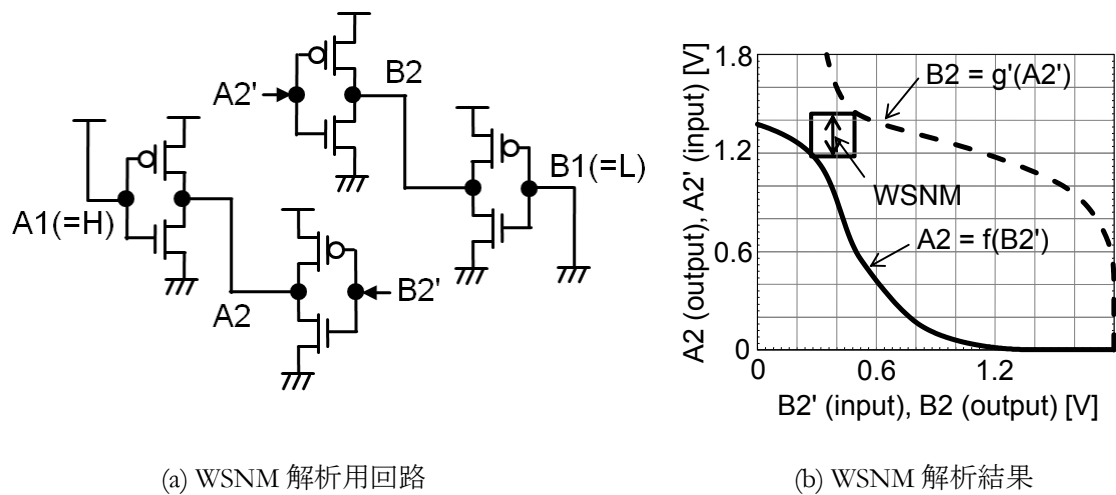 A2'
B2
A1(=H)
B1(=L)
A2
B2'
A2 (output), A2' (input) [V]
1.8
1.2
0.6
0
B2 = g'(A2')
WSNM
A2 = f(B2')
0
0.6
1.2
B2' (input), B2 (output) [V]
(a) WSNM 解析用回路
(b) WSNM 解析結果